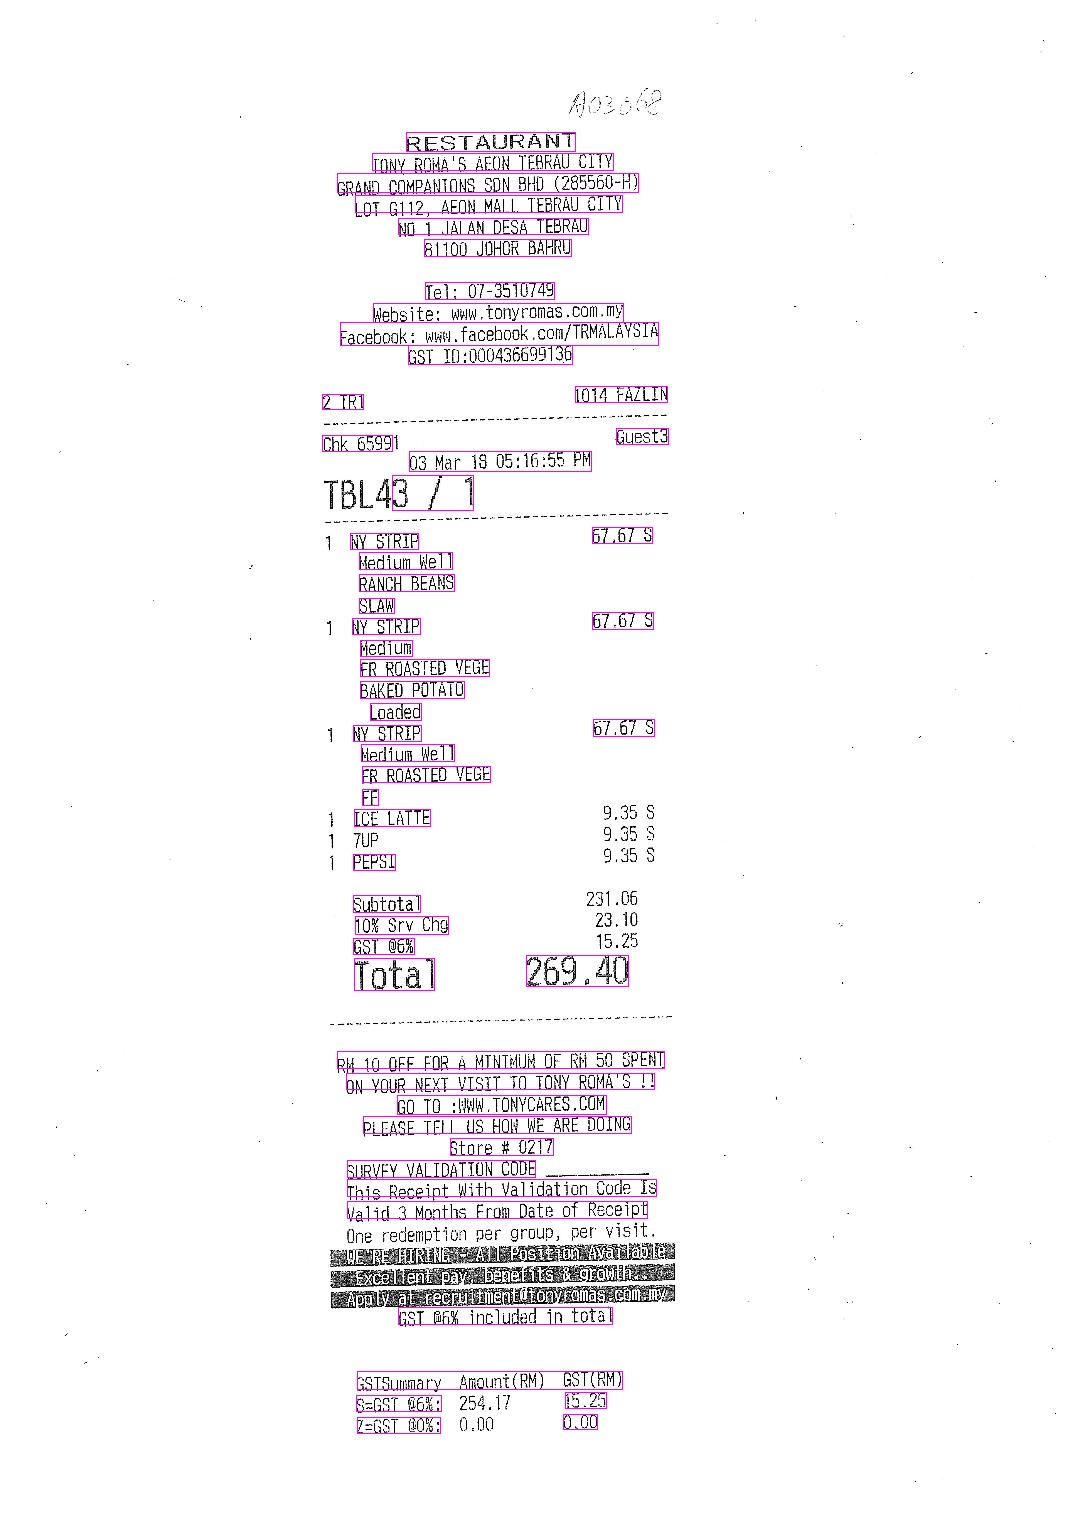 A03068
RESTAURANT
TONY ROMA'S AEON TEBRAU CITY
GRAND COMPANIONS SDN BHD (285560-H)
LOT G112, AEON MALL TEBRAU CITY
NO 1 JALAN DESA TEBRAU
81100 JOHOR BAHRU
Tel: 07-3510749
Website: www.tonyromas.com.my
Facebook: www.facebook.com/TRMALAYSIA
GST ID:000436699136
2 TR1 1014 FAZLIN
Chk 65991 Guest3
03 Mar 18 05:16:55 PM
TBL43 / 1
1 NY STRIP 67.67 S
Medium Well
RANCH BEANS
SLAW
1 NY STRIP 67.67 S
Medium
FR ROASTED VEGE
BAKED POTATO
Loaded
1 NY STRIP 67.67 S
Medium Well
FR ROASTED VEGE
FF
1 ICE LATTE 9.35 S
1 7UP 9.35 S
1 PEPSI 9.35 S
Subtotal 231.06
10% Srv Chg 23.10
GST @6% 15.25
Total 269.40
RM 10 OFF FOR A MINIMUM OF RM 50 SPENT
ON YOUR NEXT VISIT TO TONY ROMA'S !!
GO TO :WWW.TONYCARES.COM
PLEASE TELL US HOW WE ARE DOING
Store # 0217
SURVEY VALIDATION CODE ____________
This Receipt With Validation Code Is
Valid 3 Months From Date of Receipt
One redemption per group, per visit.
WE'RE HIRING - All Position Available
Excellent pay, benefits & growth.
Apply at recruitment@tonyromas.com.my
GST @6% included in total
GSTSummary Amount(RM) GST(RM)
S=GST @6%: 254.17 15.25
Z=GST @0%: 0.00 0.00